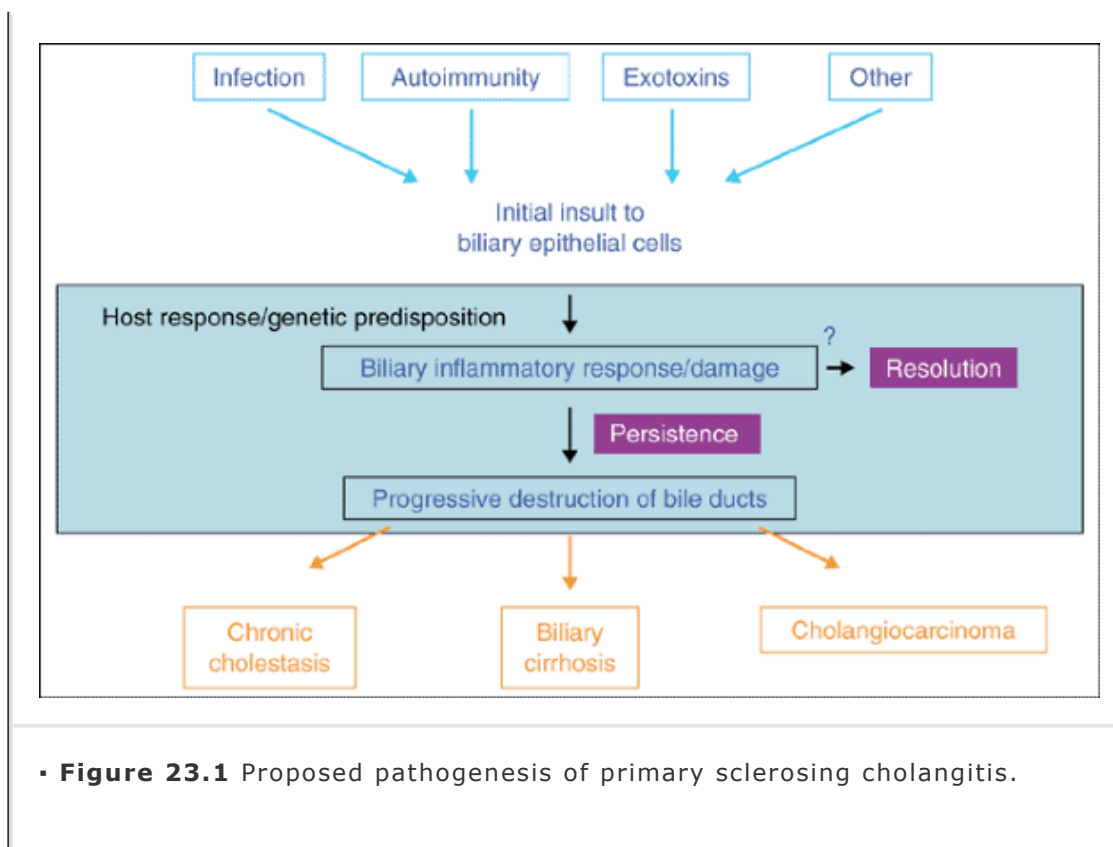 Infection
Autoimmunity
Exotoxins
Other
Initial insult to
biliary epithelial cells
Host response/genetic predisposition
?
Biliary inflammatory response/damage
Resolution
Persistence
Progressive destruction of bile ducts
Chronic
cholestasis
Biliary
cirrhosis
Cholangiocarcinoma
▪ Figure 23.1 Proposed pathogenesis of primary sclerosing cholangitis.